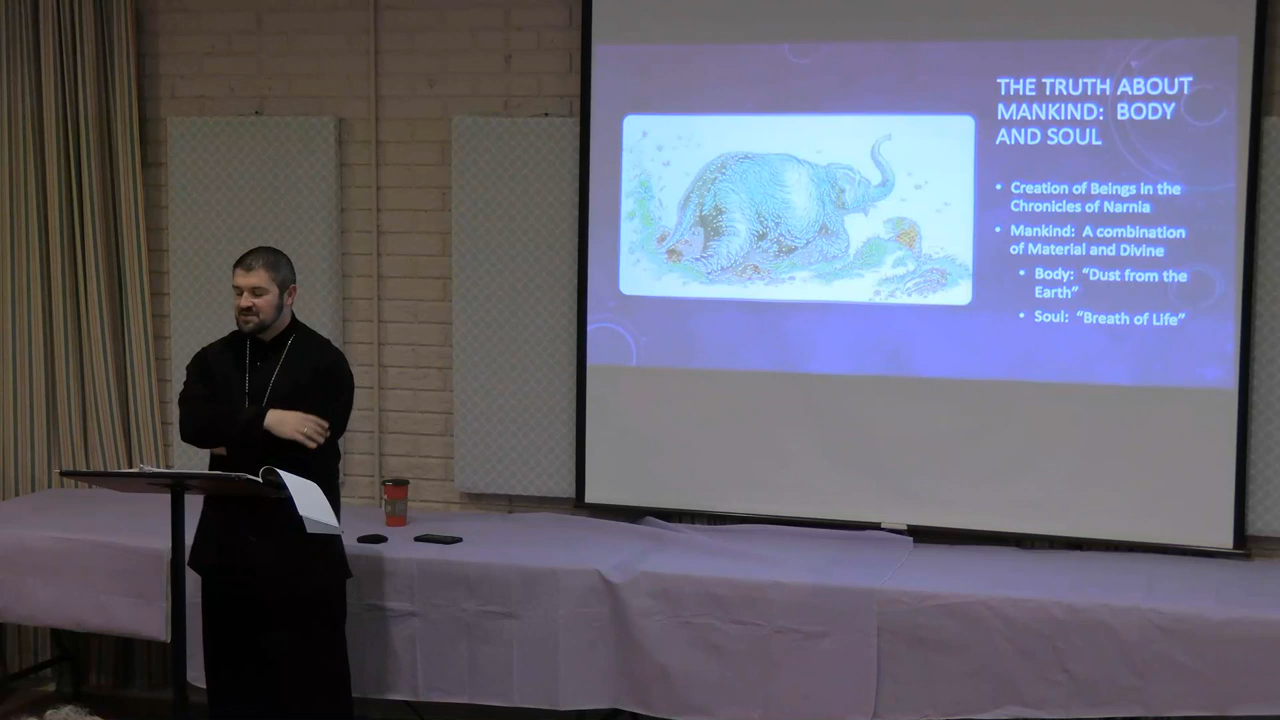 THE TRUTH ABOUT
MANKIND: BODY
AND SOUL
• Creation of Beings in the
Chronicles of Narnia
• Mankind: A combination
of Material and Divine
• Body: “Dust from the
Earth”
• Soul: “Breath of Life”